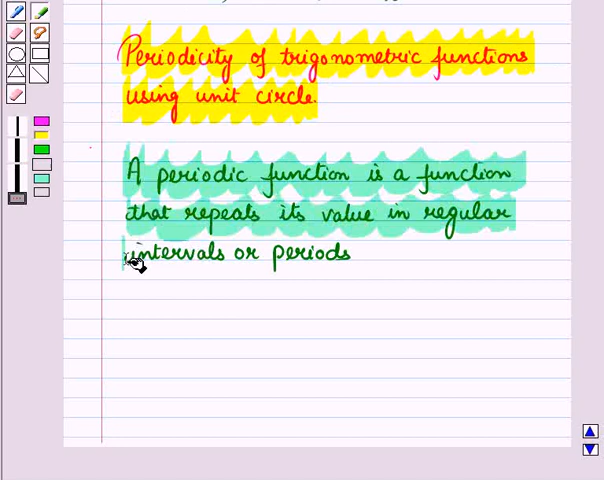 Periodicity of trigonometric functions
using unit circle.
A periodic function is a function
that repeats its value in regular
intervals or periods